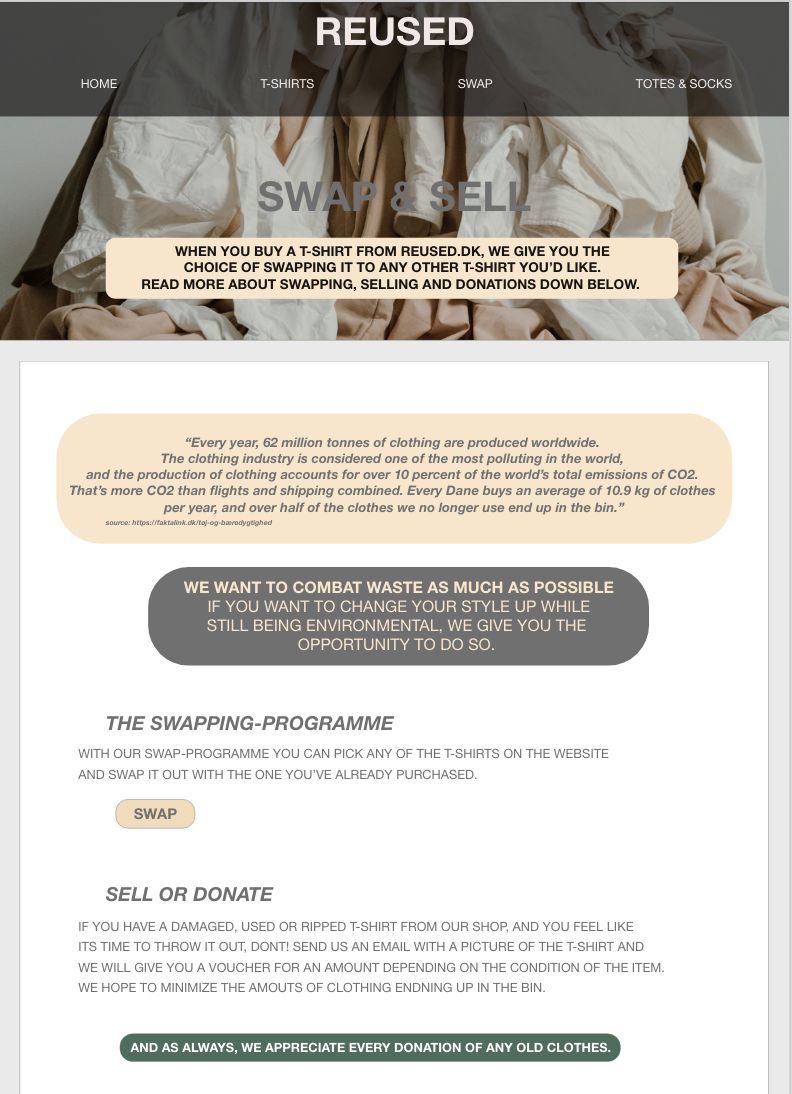 REUSED
HOME T-SHIRTS SWAP TOTES & SOCKS
SWAP & SELL
WHEN YOU BUY A T-SHIRT FROM REUSED.DK, WE GIVE YOU THE
CHOICE OF SWAPPING IT TO ANY OTHER T-SHIRT YOU’D LIKE.
READ MORE ABOUT SWAPPING, SELLING AND DONATIONS DOWN BELOW.
“Every year, 62 million tonnes of clothing are produced worldwide.
The clothing industry is considered one of the most polluting in the world,
and the production of clothing accounts for over 10 percent of the world’s total emissions of CO2.
That’s more CO2 than flights and shipping combined. Every Dane buys an average of 10.9 kg of clothes
per year, and over half of the clothes we no longer use end up in the bin.”
source: https://faktalink.dk/tøj-og-bæredygtighed
WE WANT TO COMBAT WASTE AS MUCH AS POSSIBLE
IF YOU WANT TO CHANGE YOUR STYLE UP WHILE
STILL BEING ENVIRONMENTAL, WE GIVE YOU THE
OPPORTUNITY TO DO SO.
THE SWAPPING-PROGRAMME
WITH OUR SWAP-PROGRAMME YOU CAN PICK ANY OF THE T-SHIRTS ON THE WEBSITE
AND SWAP IT OUT WITH THE ONE YOU’VE ALREADY PURCHASED.
SWAP
SELL OR DONATE
IF YOU HAVE A DAMAGED, USED OR RIPPED T-SHIRT FROM OUR SHOP, AND YOU FEEL LIKE
ITS TIME TO THROW IT OUT, DONT! SEND US AN EMAIL WITH A PICTURE OF THE T-SHIRT AND
WE WILL GIVE YOU A VOUCHER FOR AN AMOUNT DEPENDING ON THE CONDITION OF THE ITEM.
WE HOPE TO MINIMIZE THE AMOUTS OF CLOTHING ENDNING UP IN THE BIN.
AND AS ALWAYS, WE APPRECIATE EVERY DONATION OF ANY OLD CLOTHES.